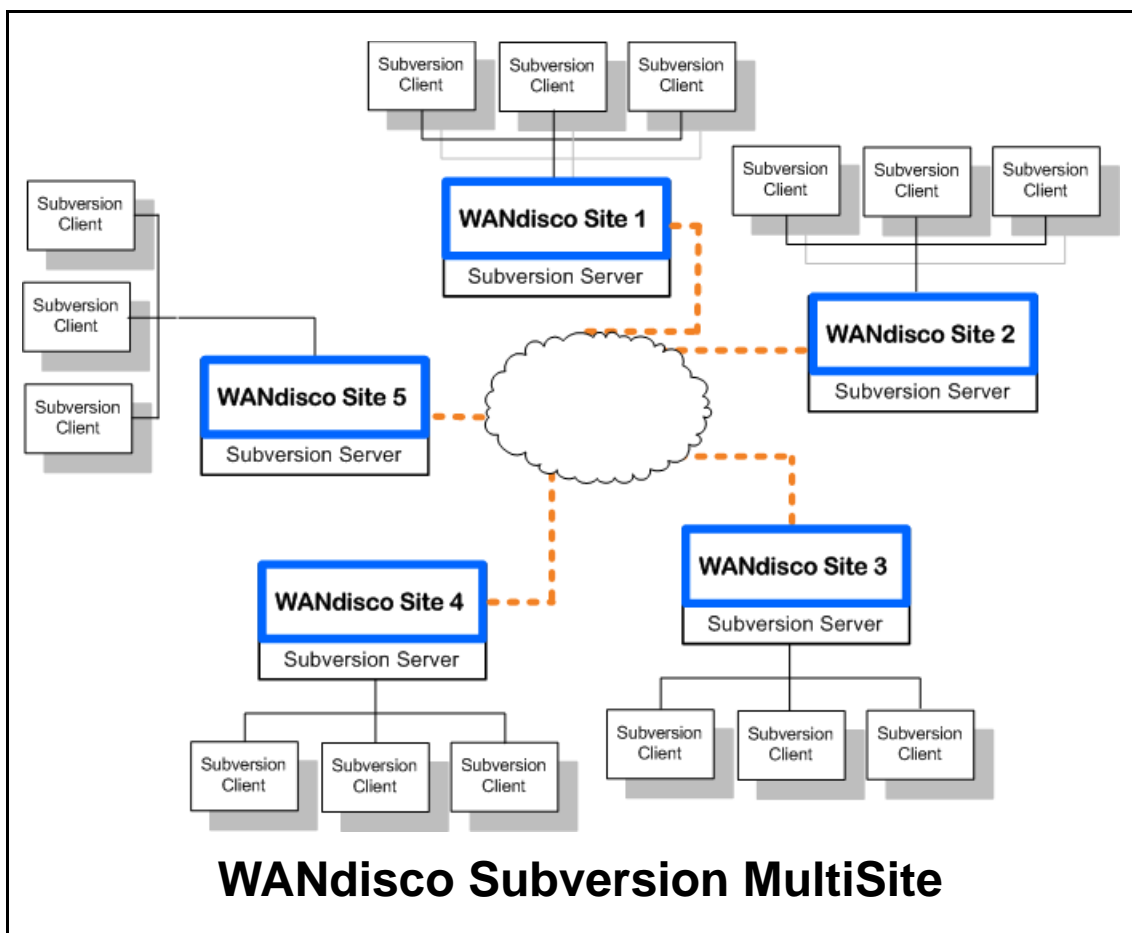 Subversion
Client
Subversion
Client
Subversion
Client
WANdisco Site 1
Subversion Server
Subversion
Client
Subversion
Client
Subversion
Client
WANdisco Site 2
Subversion Server
Subversion
Client
Subversion
Client
Subversion
Client
WANdisco Site 5
Subversion Server
WANdisco Site 3
Subversion Server
Subversion
Client
Subversion
Client
Subversion
Client
WANdisco Site 4
Subversion Server
Subversion
Client
Subversion
Client
Subversion
Client
WANdisco Subversion MultiSite